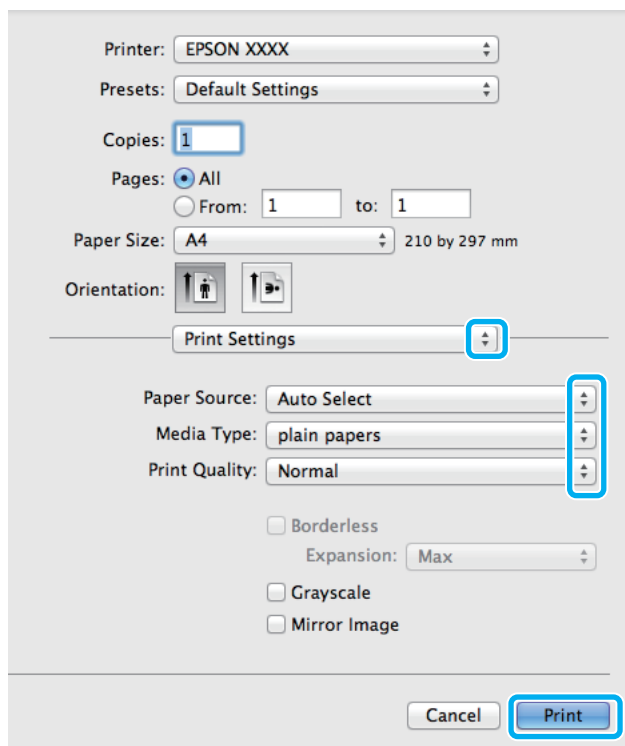 Printer: EPSON XXXX
Presets: Default Settings
Copies: 1
Pages: All
From: 1 to: 1
Paper Size: A4 210 by 297 mm
Orientation:
Print Settings
Paper Source: Auto Select
Media Type: plain papers
Print Quality: Normal
Borderless
Expansion: Max
Grayscale
Mirror Image
Cancel Print